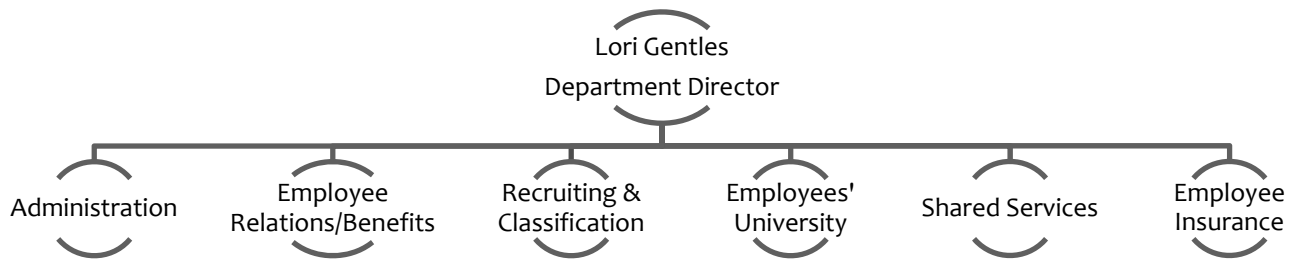 Lori Gentles
Department Director
Administration
Employee
Relations/Benefits
Recruiting &
Classification
Employees'
University
Shared Services
Employee
Insurance